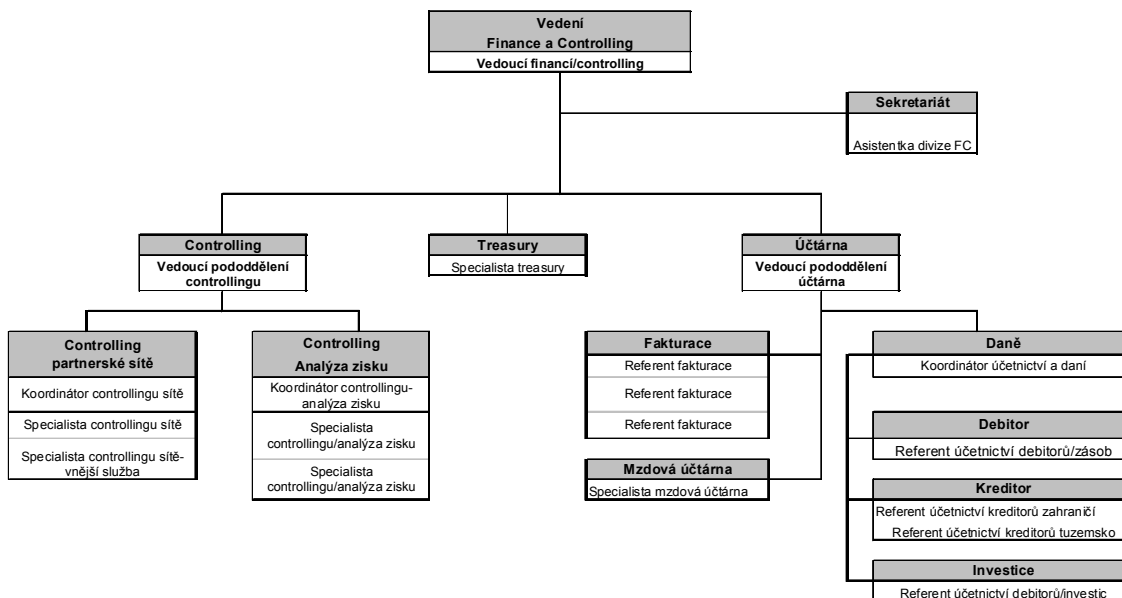 Vedení
Finance a Controlling
Vedoucí financí/controlling
Sekretariát
Asistentka divize FC
Controlling
Vedoucí pododdělení
controllingu
Treasury
Specialista treasury
Účtárna
Vedoucí pododdělení
účtárna
Controlling
partnerské sítě
Koordinátor controllingu sítě
Specialista controllingu sítě
Specialista controllingu sítě-
vnější služba
Controlling
Analýza zisku
Koordinátor controllingu-
analýza zisku
Specialista
controllingu/analýza zisku
Specialista
controllingu/analýza zisku
Fakturace
Referent fakturace
Referent fakturace
Referent fakturace
Mzdová účtárna
Specialista mzdová účtárna
Daně
Koordinátor účetnictví a daní
Debitor
Referent účetnictví debitorů/zásob
Kreditor
Referent účetnictví kreditorů zahraničí
Referent účetnictví kreditorů tuzemsko
Investice
Referent účetnictví debitorů/investic